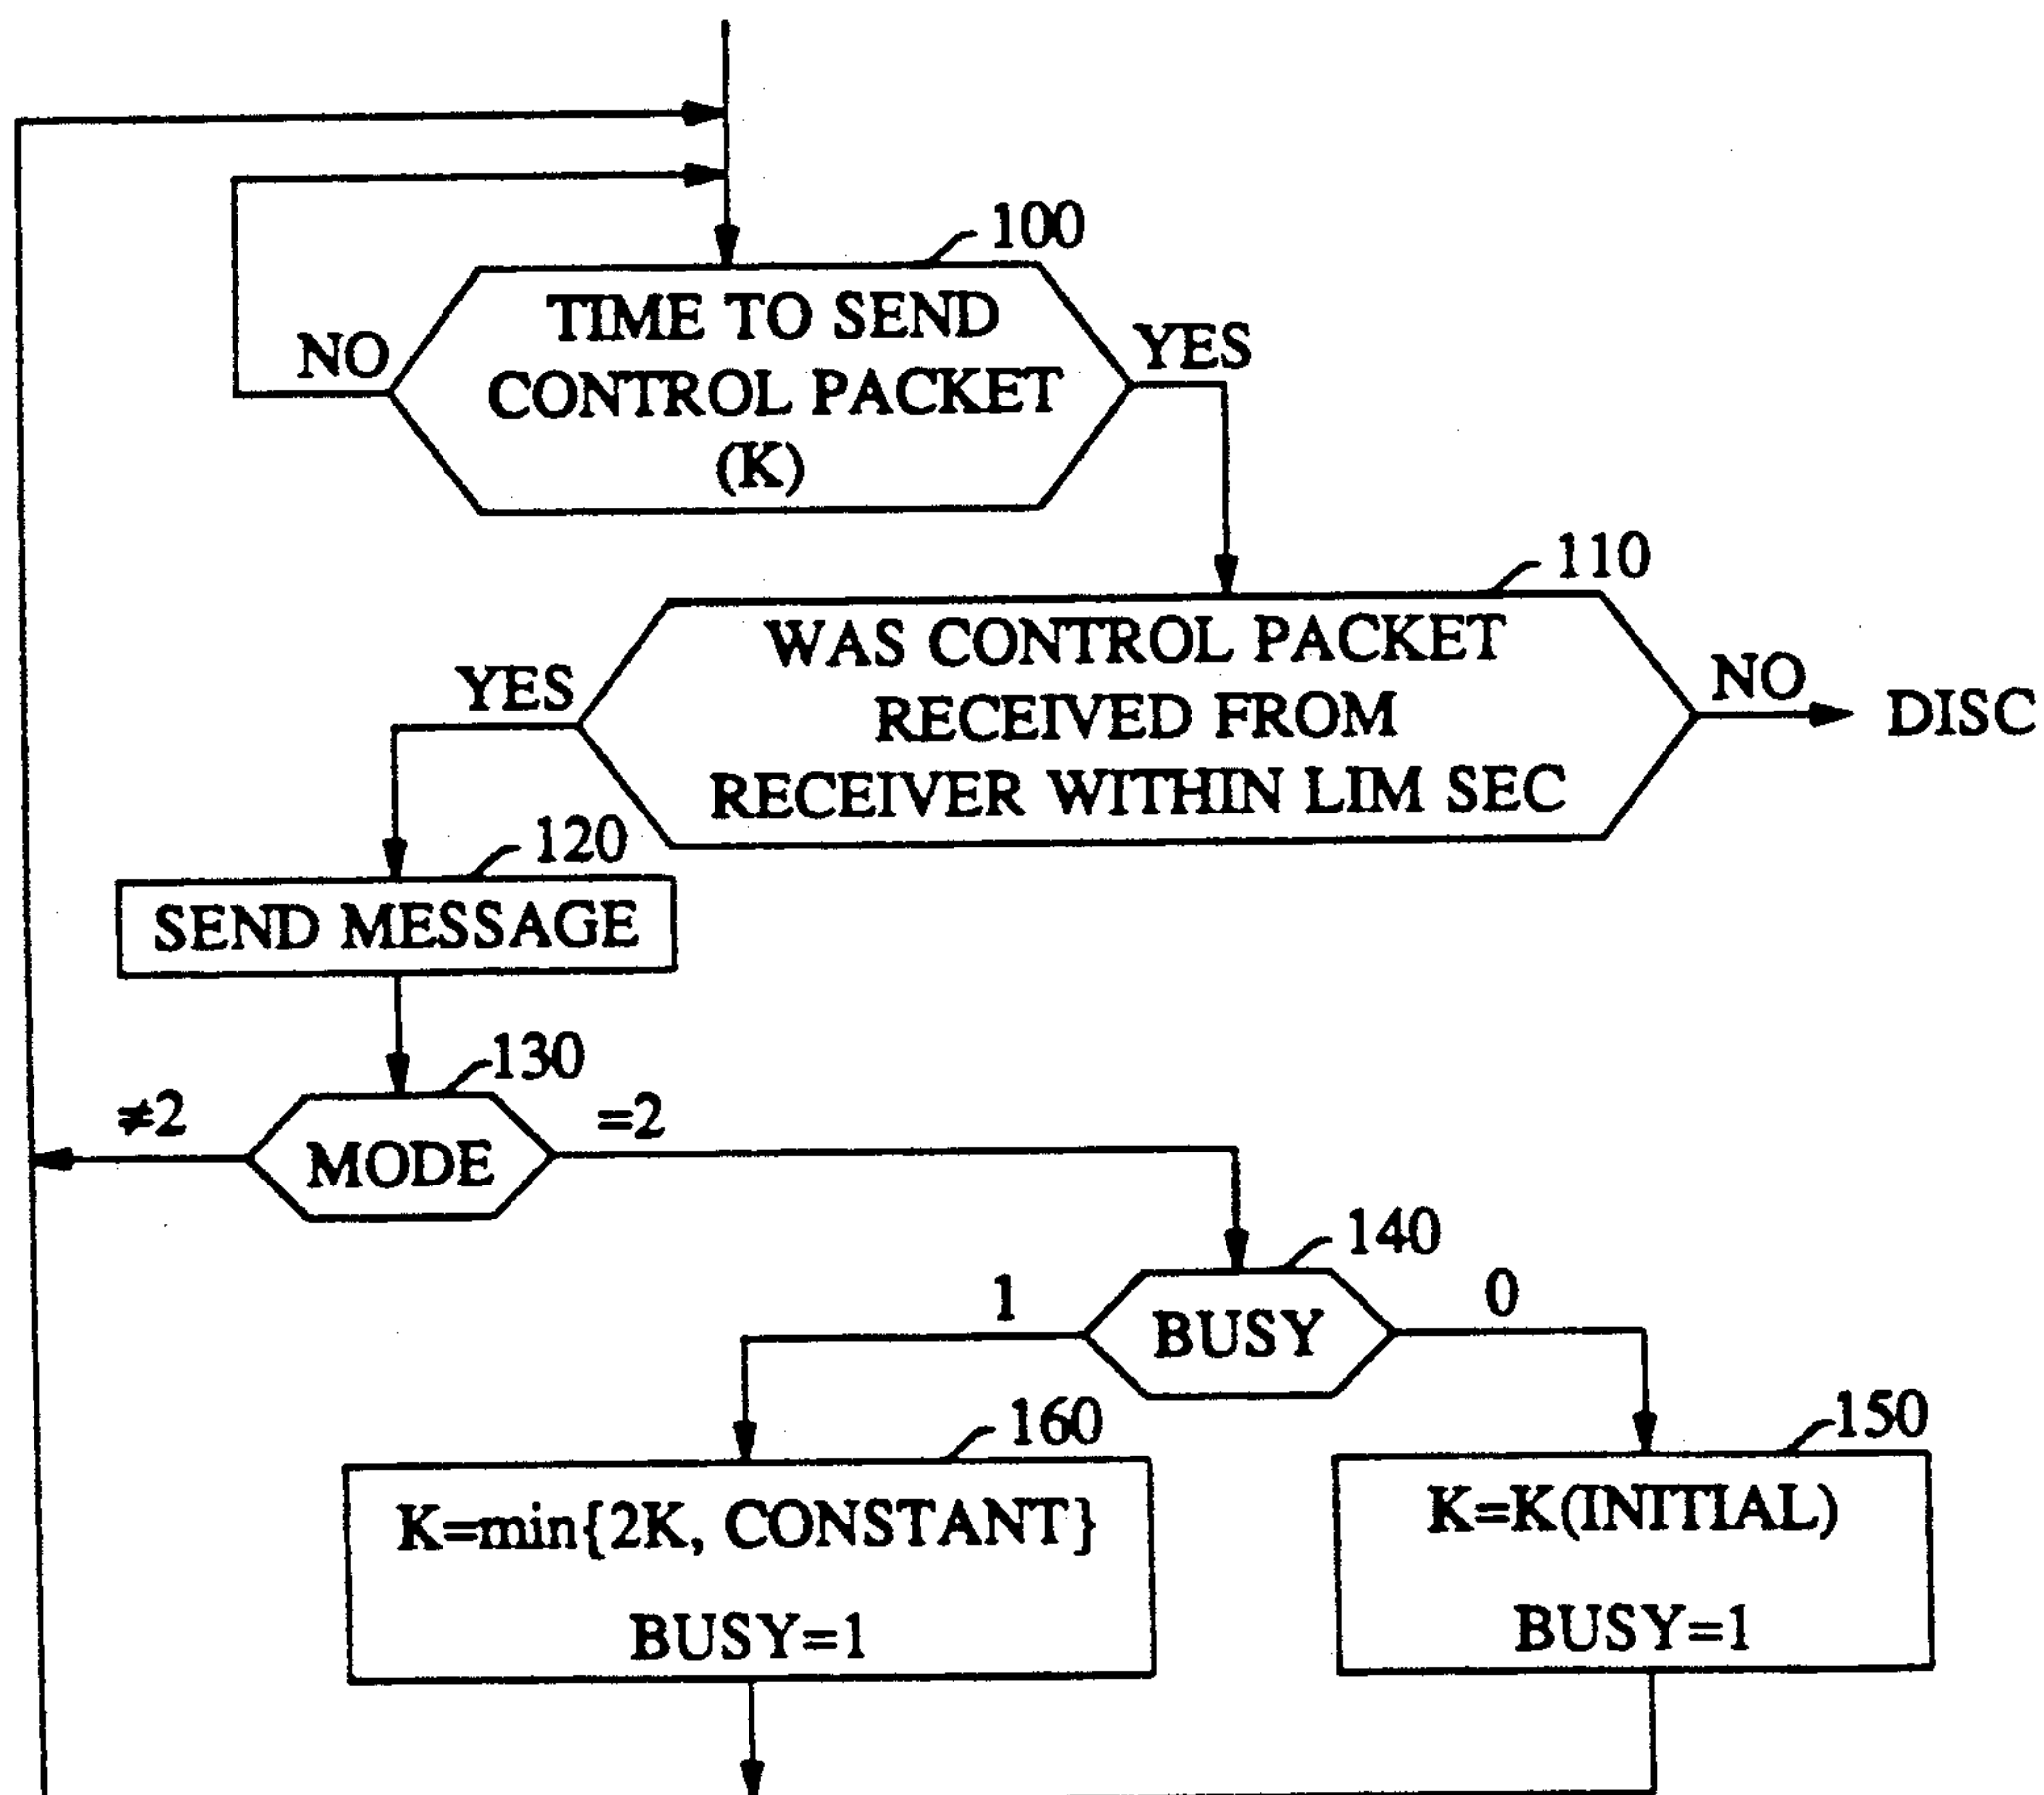 100
TIME TO SEND
CONTROL PACKET
(K)
NO
YES
110
WAS CONTROL PACKET
RECEIVED FROM
RECEIVER WITHIN LIM SEC
YES
NO
DISC
120
SEND MESSAGE
130
MODE
≠2
=2
140
BUSY
1
0
160
K=min{2K, CONSTANT}
BUSY=1
150
K=K(INITIAL)
BUSY=1